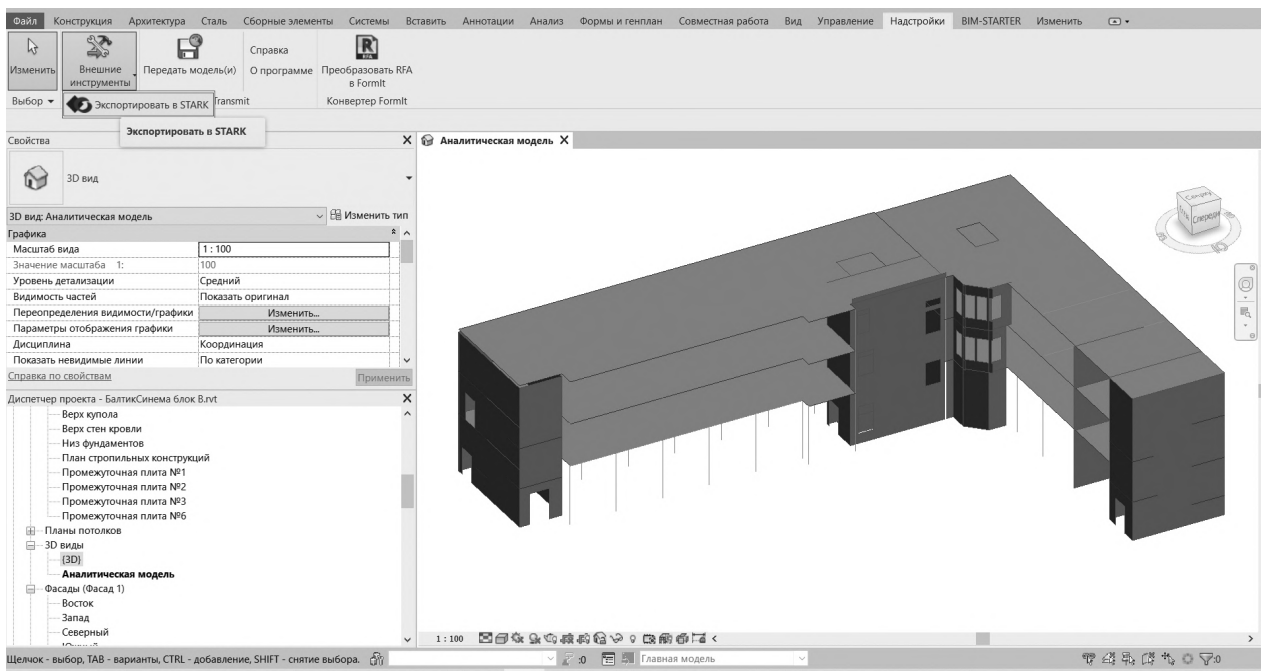 Файл Конструкция Архитектура Сталь Сборные элементы Системы Вставить Аннотации Анализ Формы и генплан Совместная работа Вид Управление Надстройки BIM-STARTER Изменить
Изменить
Внешние инструменты
Передать модель(и)
Справка
О программе
Преобразовать RFA в FormIt
Выбор
Экспортировать в STARK
Transmit
Конвертер FormIt
Экспортировать в STARK
Свойства
Аналитическая модель
3D вид
3D вид: Аналитическая модель
Изменить тип
Графика
Масштаб вида 1 : 100
Значение масштаба 1: 100
Уровень детализации Средний
Видимость частей Показать оригинал
Переопределения видимости/графики Изменить...
Параметры отображения графики Изменить...
Дисциплина Координация
Показать невидимые линии По категории
Справка по свойствам Применить
Диспетчер проекта - БалтикСинема блок В.rvt
Верх купола
Верх стен кровли
Низ фундаментов
План стропильных конструкций
Промежуточная плита №1
Промежуточная плита №2
Промежуточная плита №3
Промежуточная плита №6
Планы потолков
3D виды
{3D}
Аналитическая модель
Фасады (Фасад 1)
Восток
Запад
Северный
Сверху
Спереди
1 : 100
Щелчок - выбор, TAB - варианты, CTRL - добавление, SHIFT - снятие выбора.
:0
Главная модель
:0